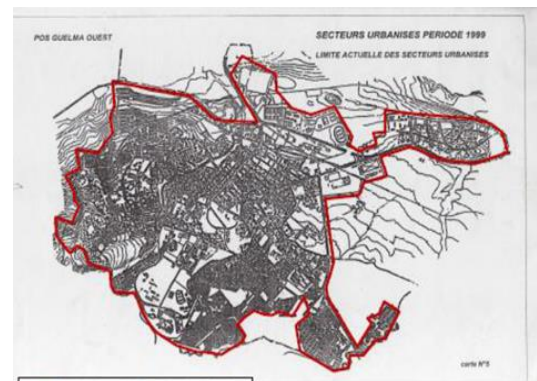 POS GUELMA OUEST
SECTEURS URBANISES PERIODE 1999
LIMITE ACTUELLE DES SECTEURS URBANISES
carte N°5